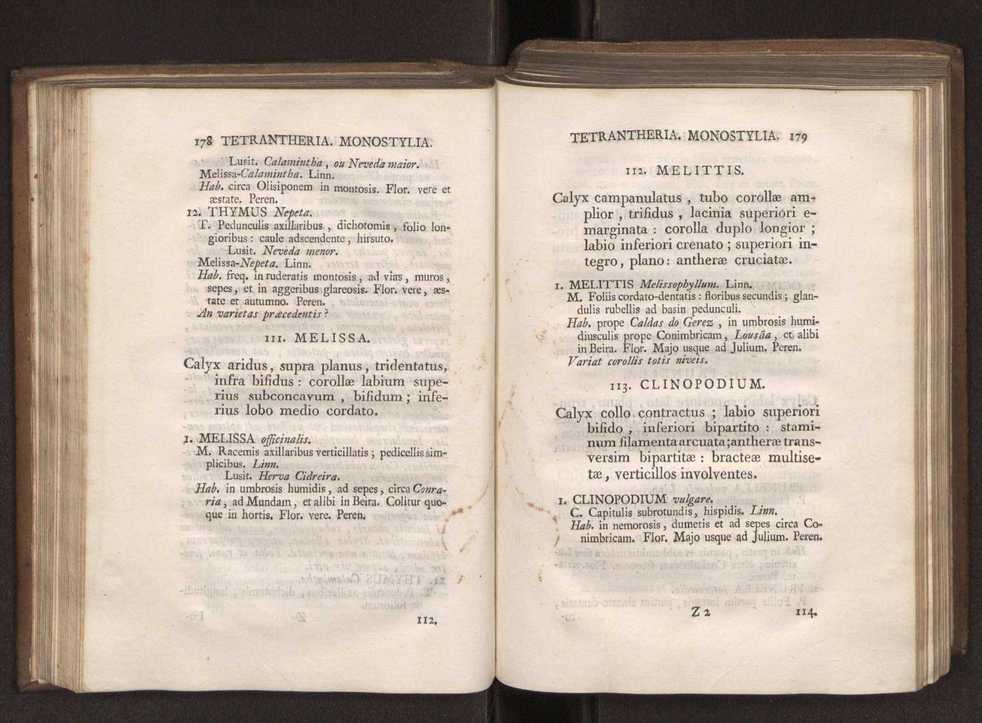 178 TETRANTHERIA. MONOSTYLIA.
Lusit. Calamintha, ou Neveda maior.
Melissa-Calamintha. Linn.
Hab. circa Olisiponem in montosis. Flor. vere et
æstate. Peren.
12. THYMUS Nepeta.
T. Pedunculis axillaribus, dichotomis, folio lon-
gioribus: caule adscendente, hirsuto.
Lusit. Neveda menor.
Melissa-Nepeta. Linn.
Hab. freq. in ruderatis montosis, ad vias, muros,
sepes, et in aggeribus glareosis. Flor. vere, æs-
tate et autumno. Peren.
An varietas præcedentis?
111. MELISSA.
Calyx aridus, supra planus, tridentatus,
infra bifidus: corollæ labium supe-
rius subconcavum, bifidum; infe-
rius lobo medio cordato.
1. MELISSA officinalis.
M. Racemis axillaribus verticillatis; pedicellis sim-
plicibus. Linn.
Lusit. Herva Cidreira.
Hab. in umbrosis humidis, ad sepes, circa Conra-
ria, ad Mundam, et alibi in Beira. Colitur quo-
que in hortis. Flor. vere. Peren.
112.
TETRANTHERIA. MONOSTYLIA. 179
112. MELITTIS.
Calyx campanulatus, tubo corollæ am-
plior, trifidus, lacinia superiori e-
marginata: corolla duplo longior;
labio inferiori crenato; superiori in-
tegro, plano: antheræ cruciatæ.
1. MELITTIS Melissophyllum. Linn.
M. Foliis cordato-dentatis: floribus secundis; glan-
dulis rubellis ad basin pedunculi.
Hab. prope Caldas do Gerez, in umbrosis humi-
diusculis prope Conimbricam, Lousãa, et alibi
in Beira. Flor. Majo usque ad Julium. Peren.
Variat corollis totis niveis.
113. CLINOPODIUM.
Calyx collo contractus; labio superiori
bifido, inferiori bipartito: stami-
num filamenta arcuata; antheræ trans-
versim bipartitæ: bracteæ multise-
tæ, verticillos involventes.
1. CLINOPODIUM vulgare.
C. Capitulis subrotundis, hispidis. Linn.
Hab. in nemorosis, dumetis et ad sepes circa Co-
nimbricam. Flor. Majo usque ad Julium. Peren.
Z 2 114.